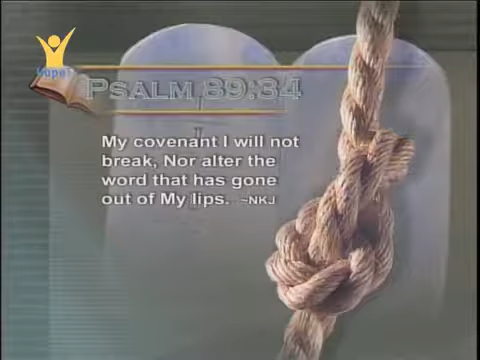 Hope
PSALM 89:34
My covenant I will not
break, Nor alter the
word that has gone
out of My lips. ~NKJ